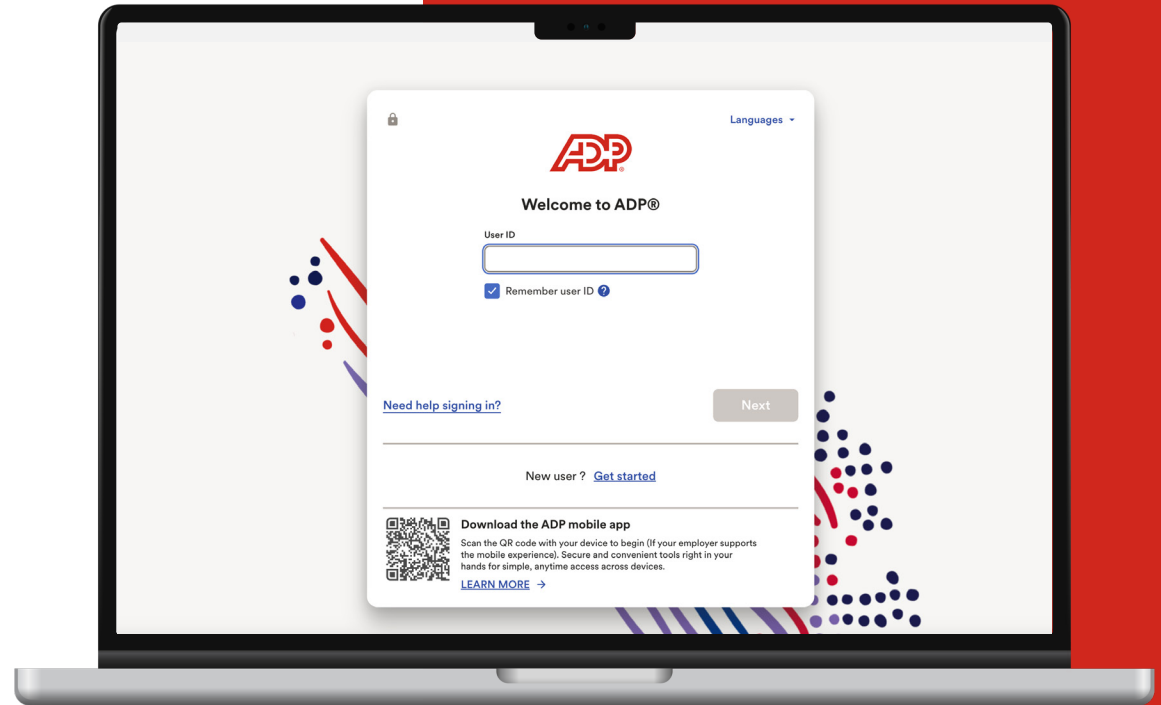 Languages
ADP®
Welcome to ADP®
User ID
Remember user ID ?
Need help signing in?
Next
New user ? Get started
Download the ADP mobile app
Scan the QR code with your device to begin (If your employer supports
the mobile experience). Secure and convenient tools right in your
hands for simple, anytime access across devices.
LEARN MORE →